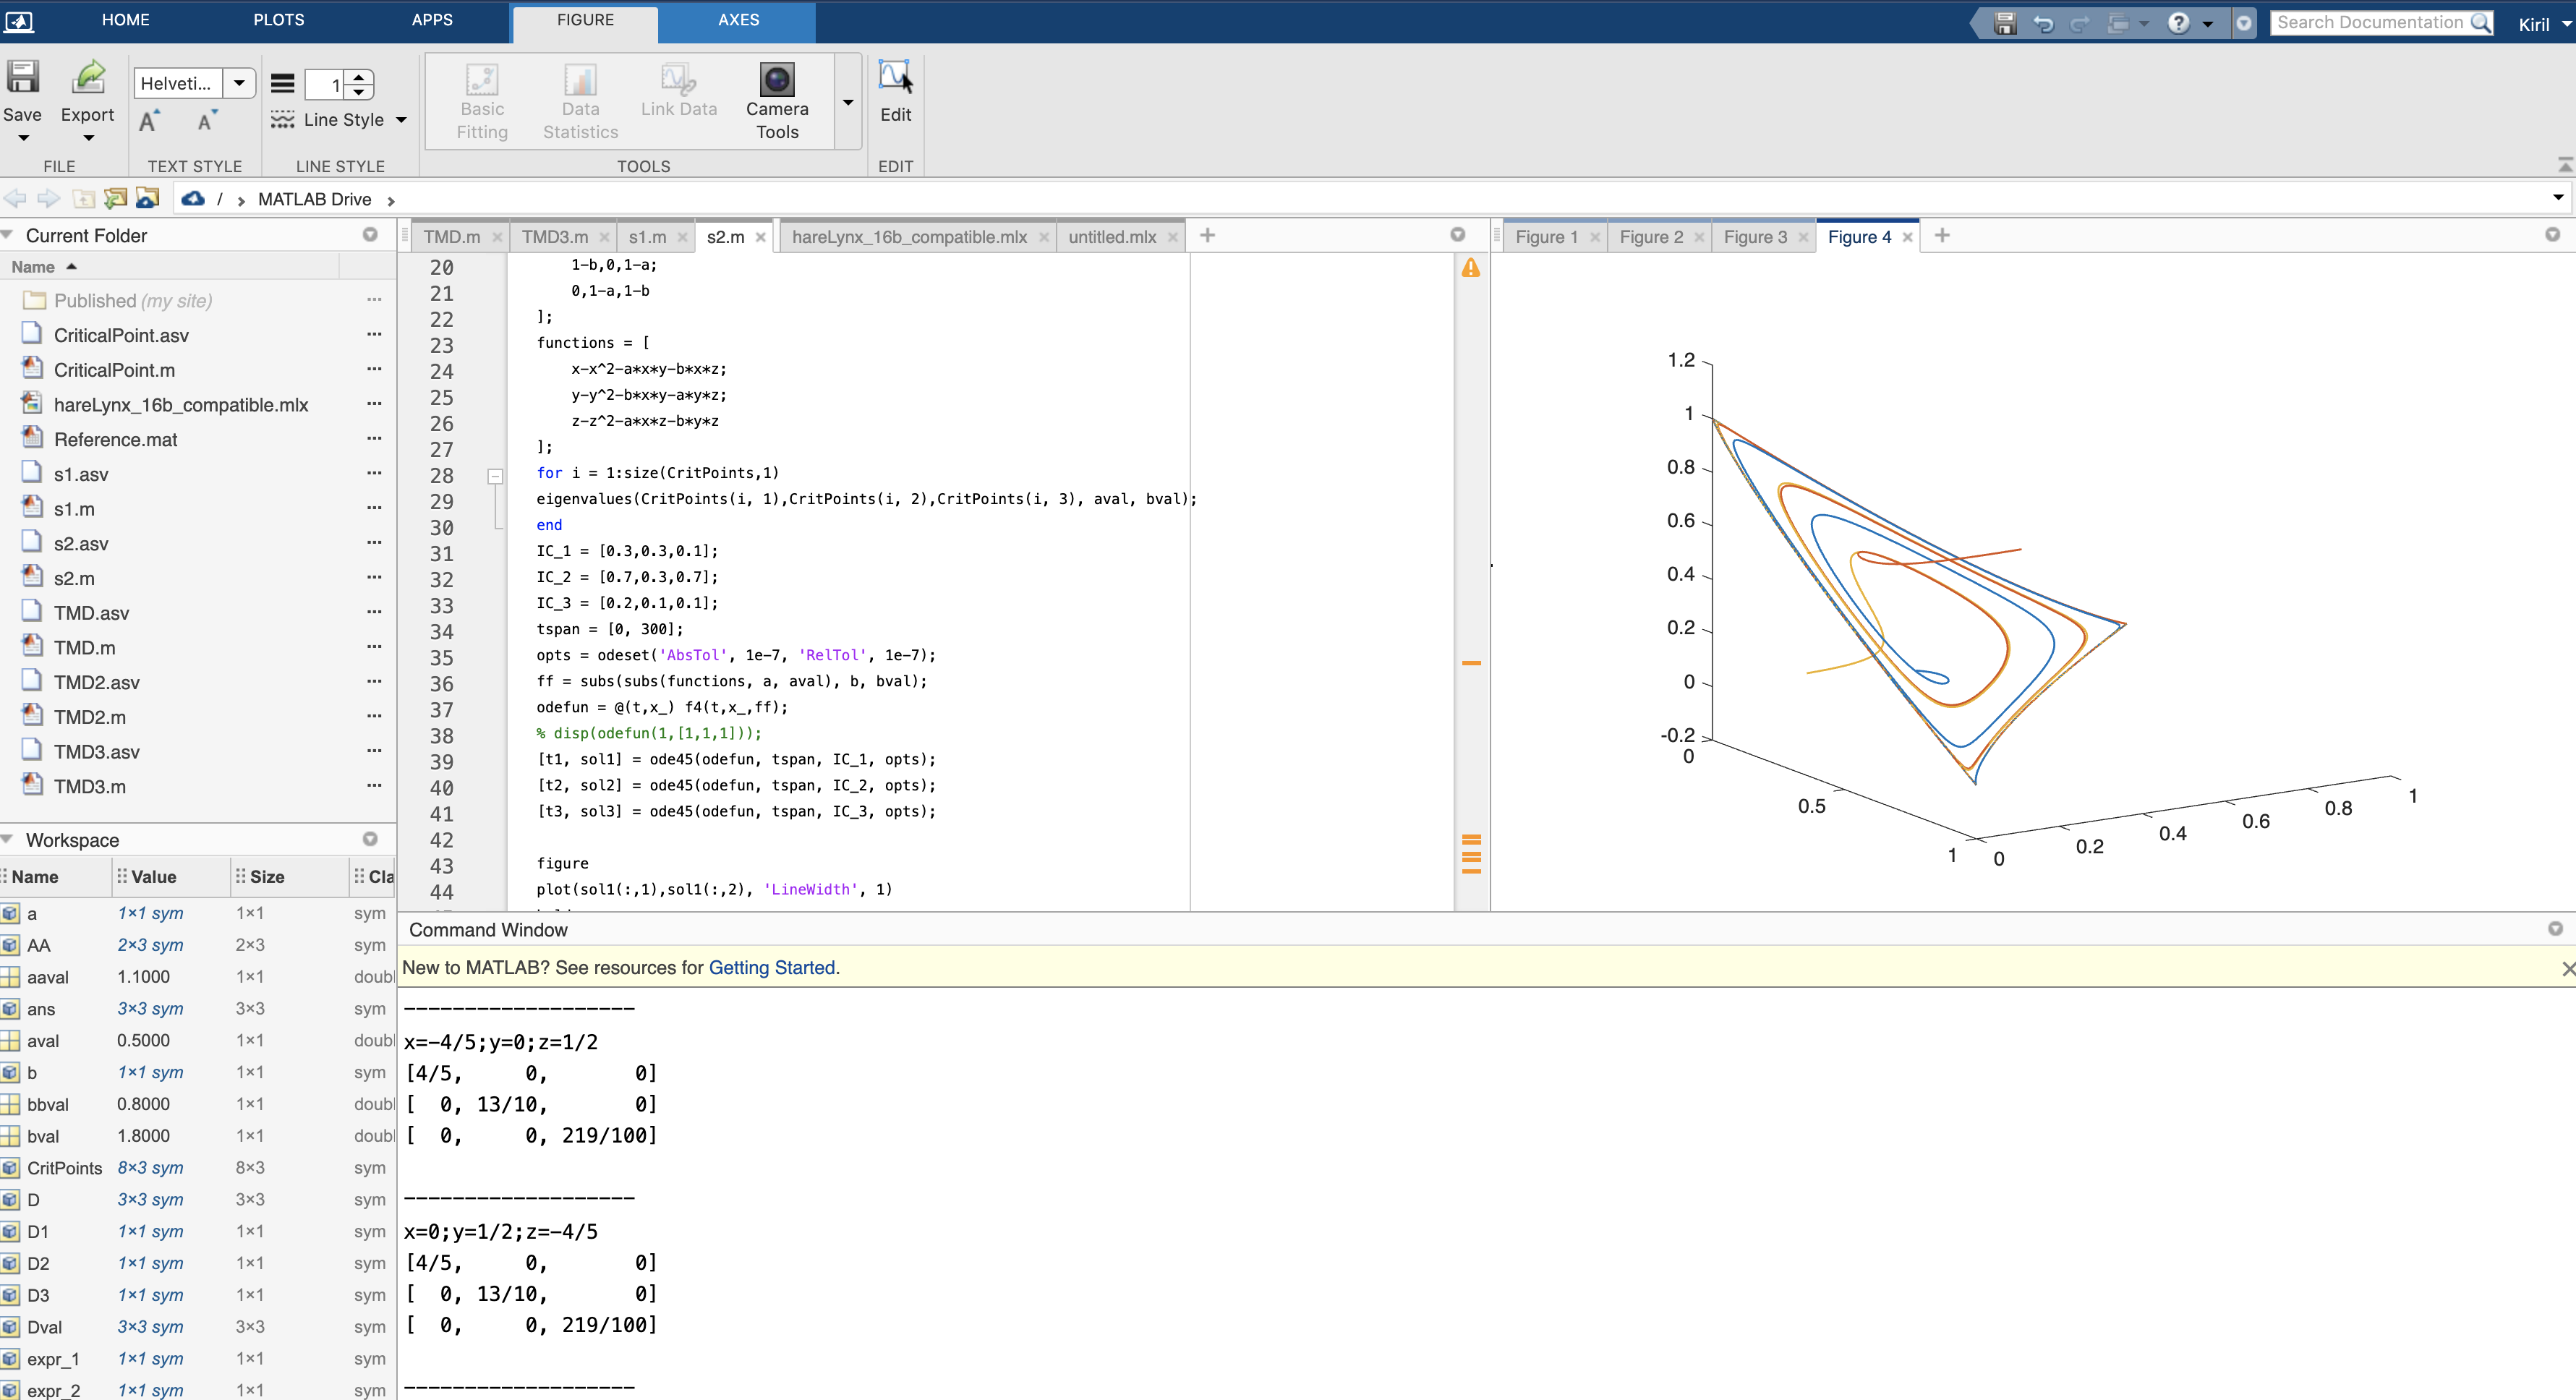 HOME PLOTS APPS FIGURE AXES
Search Documentation Kiril
Helveti... 1
Save Export Line Style
Basic Fitting Data Statistics Link Data Camera Tools Edit
FILE TEXT STYLE LINE STYLE TOOLS EDIT
/ MATLAB Drive
Current Folder
Name
Published (my site)
CriticalPoint.asv
CriticalPoint.m
hareLynx_16b_compatible.mlx
Reference.mat
s1.asv
s1.m
s2.asv
s2.m
TMD.asv
TMD.m
TMD2.asv
TMD2.m
TMD3.asv
TMD3.m
Workspace
Name Value Size Cla
a 1×1 sym 1×1 sym
AA 2×3 sym 2×3 sym
aaval 1.1000 1×1 doubl
ans 3×3 sym 3×3 sym
aval 0.5000 1×1 doubl
b 1×1 sym 1×1 sym
bbval 0.8000 1×1 doubl
bval 1.8000 1×1 doubl
CritPoints 8×3 sym 8×3 sym
D 3×3 sym 3×3 sym
D1 1×1 sym 1×1 sym
D2 1×1 sym 1×1 sym
D3 1×1 sym 1×1 sym
Dval 3×3 sym 3×3 sym
expr_1 1×1 sym 1×1 sym
expr_2 1×1 sym 1×1 sym
TMD.m TMD3.m s1.m s2.m hareLynx_16b_compatible.mlx untitled.mlx
20 1-b,0,1-a;
21 0,1-a,1-b
22 ];
23 functions = [
24 x-x^2-a*x*y-b*x*z;
25 y-y^2-b*x*y-a*y*z;
26 z-z^2-a*x*z-b*y*z
27 ];
28 for i = 1:size(CritPoints,1)
29 eigenvalues(CritPoints(i, 1),CritPoints(i, 2),CritPoints(i, 3), aval, bval);
30 end
31 IC_1 = [0.3,0.3,0.1];
32 IC_2 = [0.7,0.3,0.7];
33 IC_3 = [0.2,0.1,0.1];
34 tspan = [0, 300];
35 opts = odeset('AbsTol', 1e-7, 'RelTol', 1e-7);
36 ff = subs(subs(functions, a, aval), b, bval);
37 odefun = @(t,x_) f4(t,x_,ff);
38 % disp(odefun(1,[1,1,1]));
39 [t1, sol1] = ode45(odefun, tspan, IC_1, opts);
40 [t2, sol2] = ode45(odefun, tspan, IC_2, opts);
41 [t3, sol3] = ode45(odefun, tspan, IC_3, opts);
42
43 figure
44 plot(sol1(:,1),sol1(:,2), 'LineWidth', 1)
Figure 1 Figure 2 Figure 3 Figure 4
1.2
1
0.8
0.6
0.4
0.2
0
-0.2
0
0.5
1
0 0.2 0.4 0.6 0.8 1
Command Window
New to MATLAB? See resources for Getting Started.
-------------------
x=-4/5;y=0;z=1/2
[4/5, 0, 0]
[ 0, 13/10, 0]
[ 0, 0, 219/100]
-------------------
x=0;y=1/2;z=-4/5
[4/5, 0, 0]
[ 0, 13/10, 0]
[ 0, 0, 219/100]
-------------------